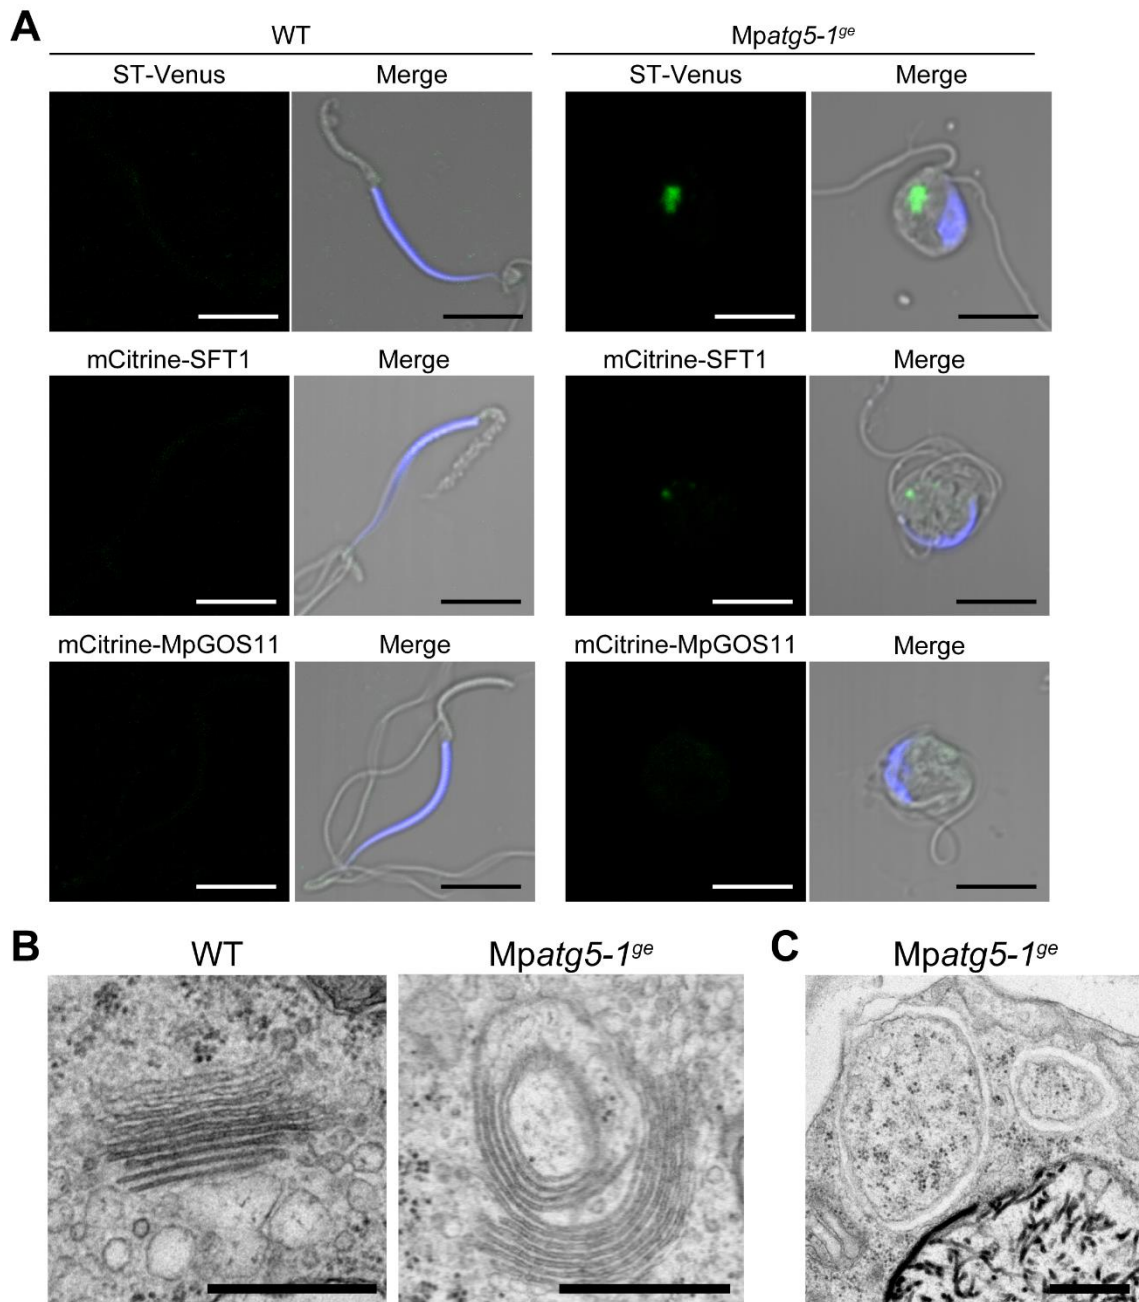 A
WT
Mpatg5-1ge
ST-Venus Merge ST-Venus Merge
mCitrine-SFT1 Merge mCitrine-SFT1 Merge
mCitrine-MpGOS11 Merge mCitrine-MpGOS11 Merge
B WT Mpatg5-1ge C Mpatg5-1ge